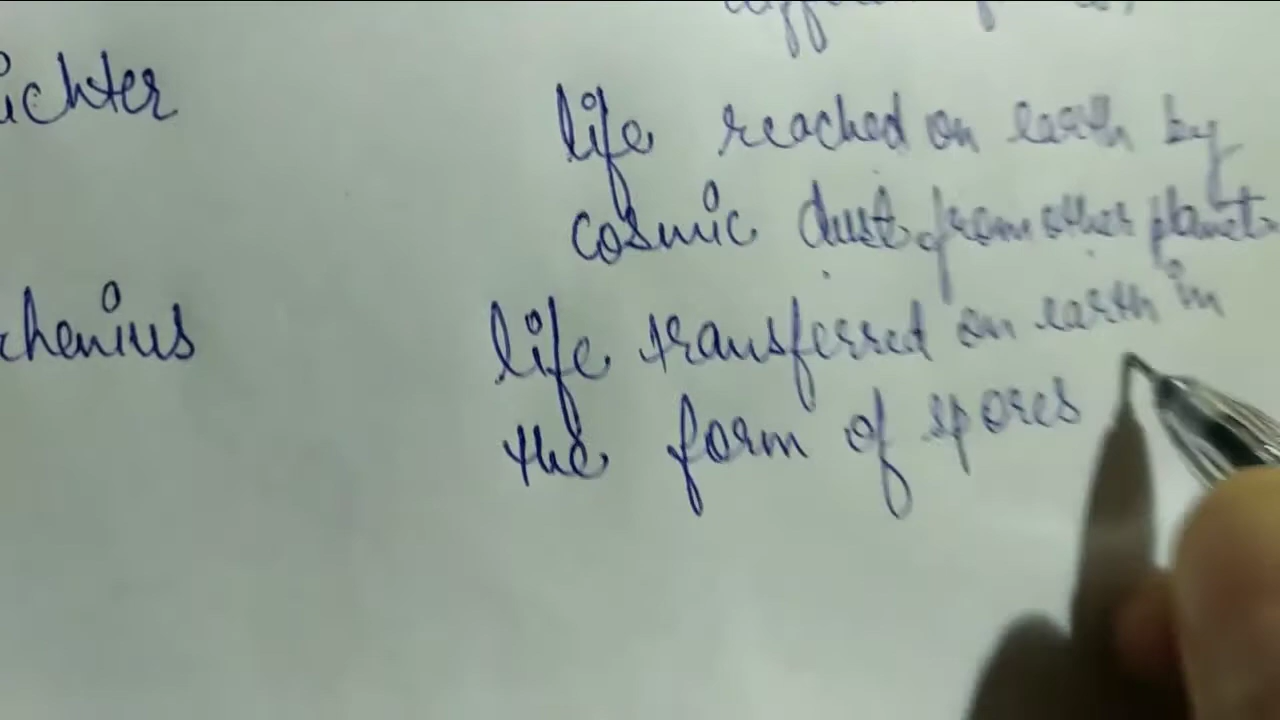 ichter life reached on earth by
cosmic dust from other planet.
chenius life transferred on earth in
the form of spores